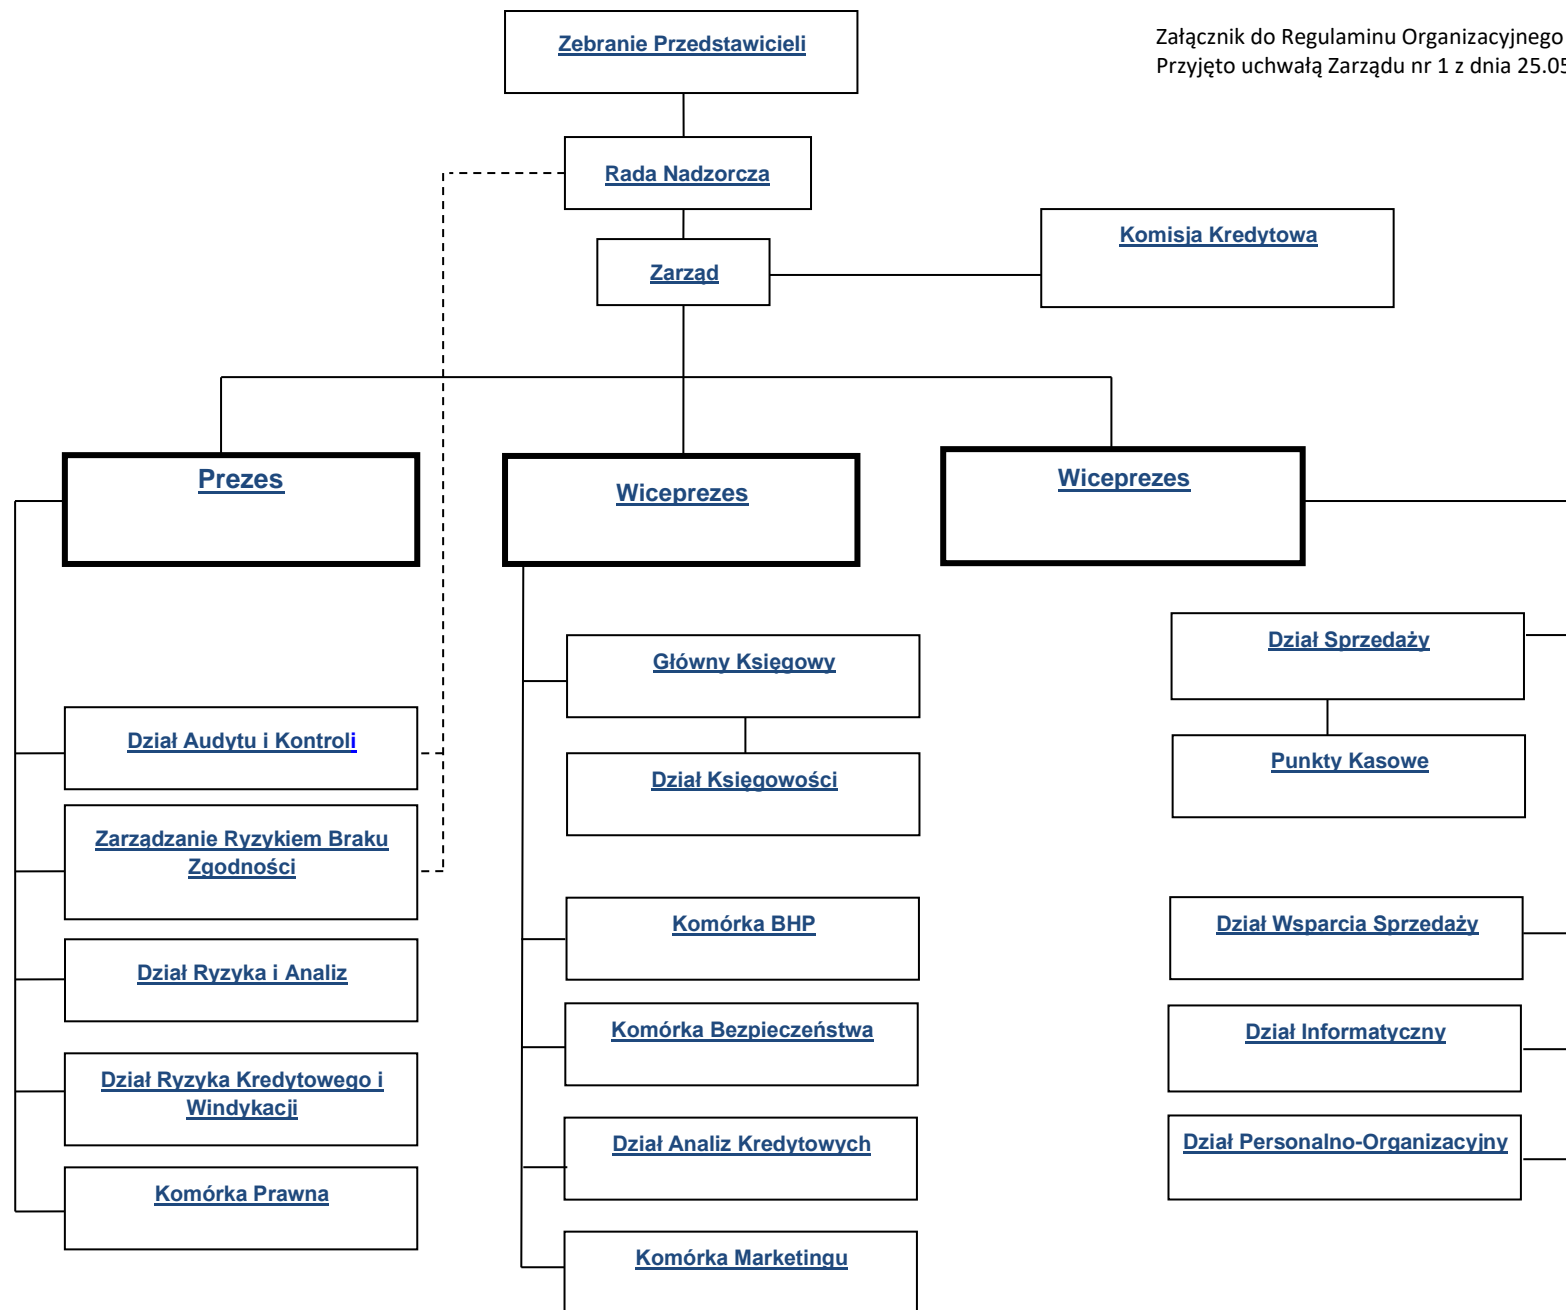 Zebranie Przedstawicieli
Załącznik do Regulaminu Organizacyjnego
Przyjęto uchwałą Zarządu nr 1 z dnia 25.05
Rada Nadzorcza
Komisja Kredytowa
Zarząd
Prezes
Wiceprezes
Wiceprezes
Dział Audytu i Kontroli
Zarządzanie Ryzykiem Braku
Zgodności
Dział Ryzyka i Analiz
Dział Ryzyka Kredytowego i
Windykacji
Komórka Prawna
Główny Księgowy
Dział Księgowości
Komórka BHP
Komórka Bezpieczeństwa
Dział Analiz Kredytowych
Komórka Marketingu
Dział Sprzedaży
Punkty Kasowe
Dział Wsparcia Sprzedaży
Dział Informatyczny
Dział Personalno-Organizacyjny